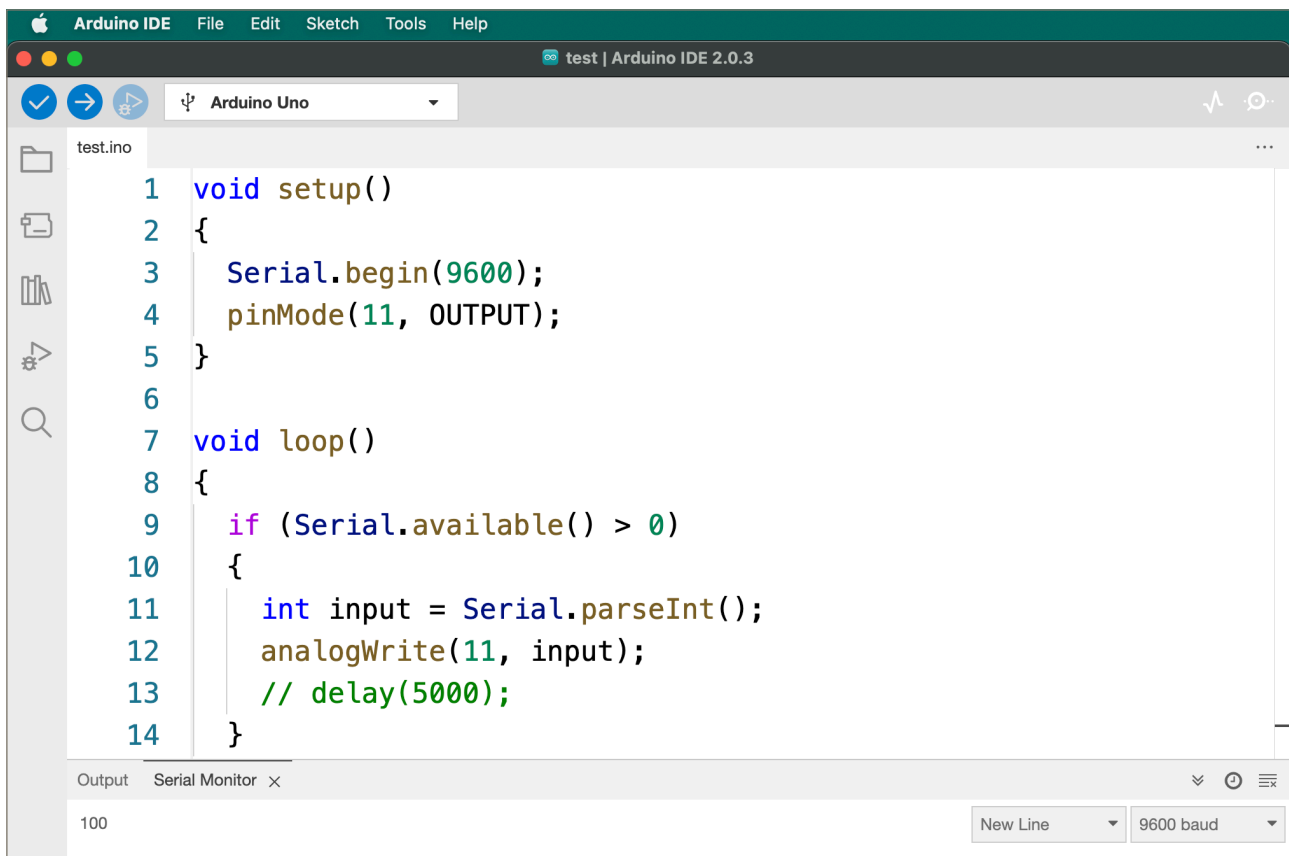 Arduino IDE File Edit Sketch Tools Help
test | Arduino IDE 2.0.3
Arduino Uno
test.ino
1 void setup()
2 {
3 Serial.begin(9600);
4 pinMode(11, OUTPUT);
5 }
6
7 void loop()
8 {
9 if (Serial.available() > 0)
10 {
11 int input = Serial.parseInt();
12 analogWrite(11, input);
13 // delay(5000);
14 }
Output Serial Monitor
100 New Line 9600 baud